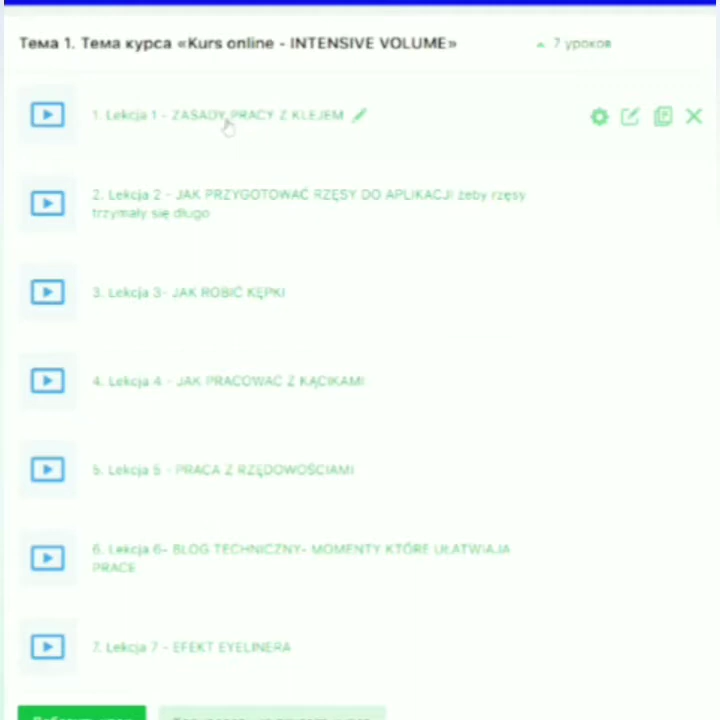 Тема 1. Тема курса «Kurs online - INTENSIVE VOLUME»
7 уроков
1. Lekcja 1 - ZASADY PRACY Z KLEJEM
2. Lekcja 2 - JAK PRZYGOTOWAĆ RZĘSY DO APLIKACJI żeby rzęsy
trzymały się długo
3. Lekcja 3- JAK ROBIĆ KĘPKI
4. Lekcja 4 - JAK PRACOWAĆ Z KĄCIKAMI
5. Lekcja 5 - PRACA Z RZĘDOWOŚCIAMI
6. Lekcja 6- BLOG TECHNICZNY- MOMENTY KTÓRE UŁATWIAJA
PRACE
7. Lekcja 7 - EFEKT EYELINERA